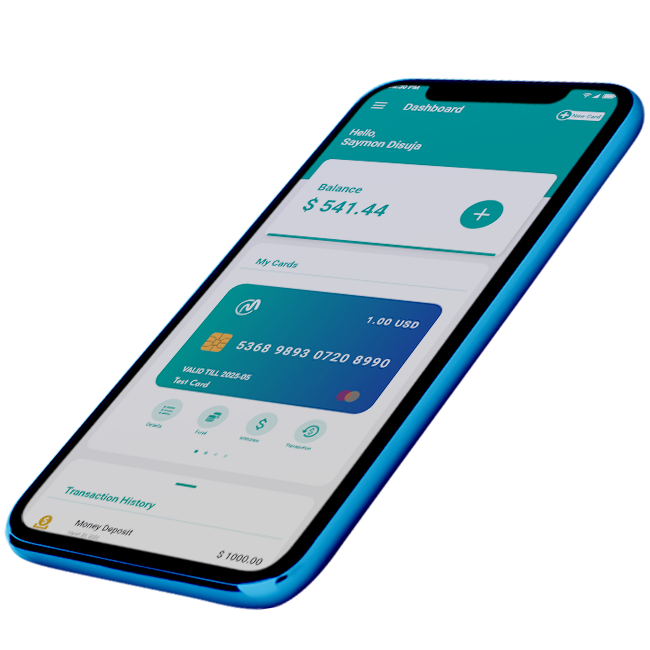 Dashboard
New Card
Hello,
Saymon Disuja
Balance
$ 541.44
My Cards
1.00 USD
5368 9893 0720 8990
VALID TILL 2025-05
Test Card
Details
Fund
Transaction
Transaction History
Money Deposit
$ 1000.00